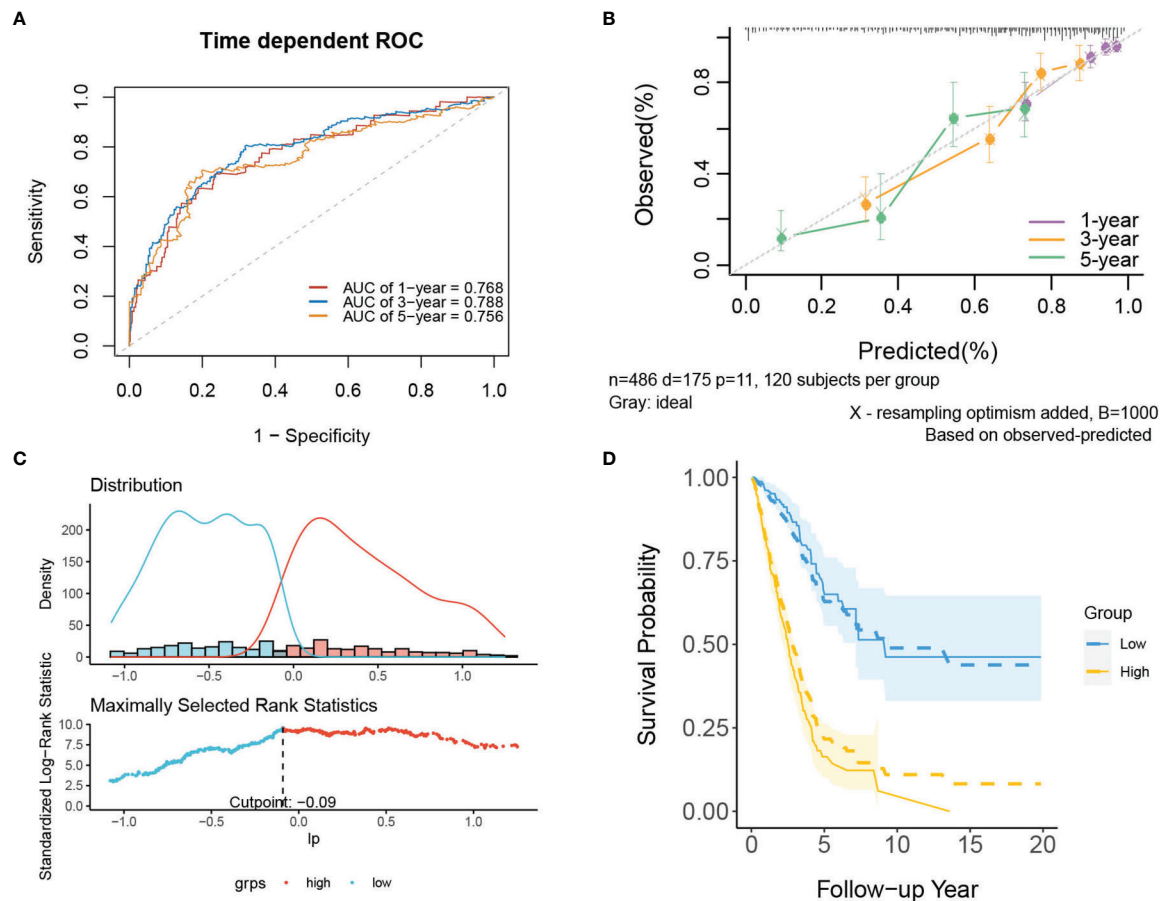 A
Time dependent ROC
Sensitivity
1.0
0.8
0.6
0.4
0.2
0.0
AUC of 1−year = 0.768
AUC of 3−year = 0.788
AUC of 5−year = 0.756
0.0 0.2 0.4 0.6 0.8 1.0
1 − Specificity
B
Observed(%)
0.8
0.4
0.0
1-year
3-year
5-year
0.0 0.2 0.4 0.6 0.8 1.0
Predicted(%)
n=486 d=175 p=11, 120 subjects per group
Gray: ideal
X - resampling optimism added, B=1000
Based on observed-predicted
C
Distribution
Density
200
150
100
50
0
−1.0 −0.5 0.0 0.5 1.0
Maximally Selected Rank Statistics
Standardized Log−Rank Statistic
10.0
7.5
5.0
2.5
0.0
Cutpoint: −0.09
−1.0 −0.5 0.0 0.5 1.0
lp
grps high low
D
Survival Probability
1.00
0.75
0.50
0.25
0.00
0 5 10 15 20
Follow−up Year
Group
Low
High